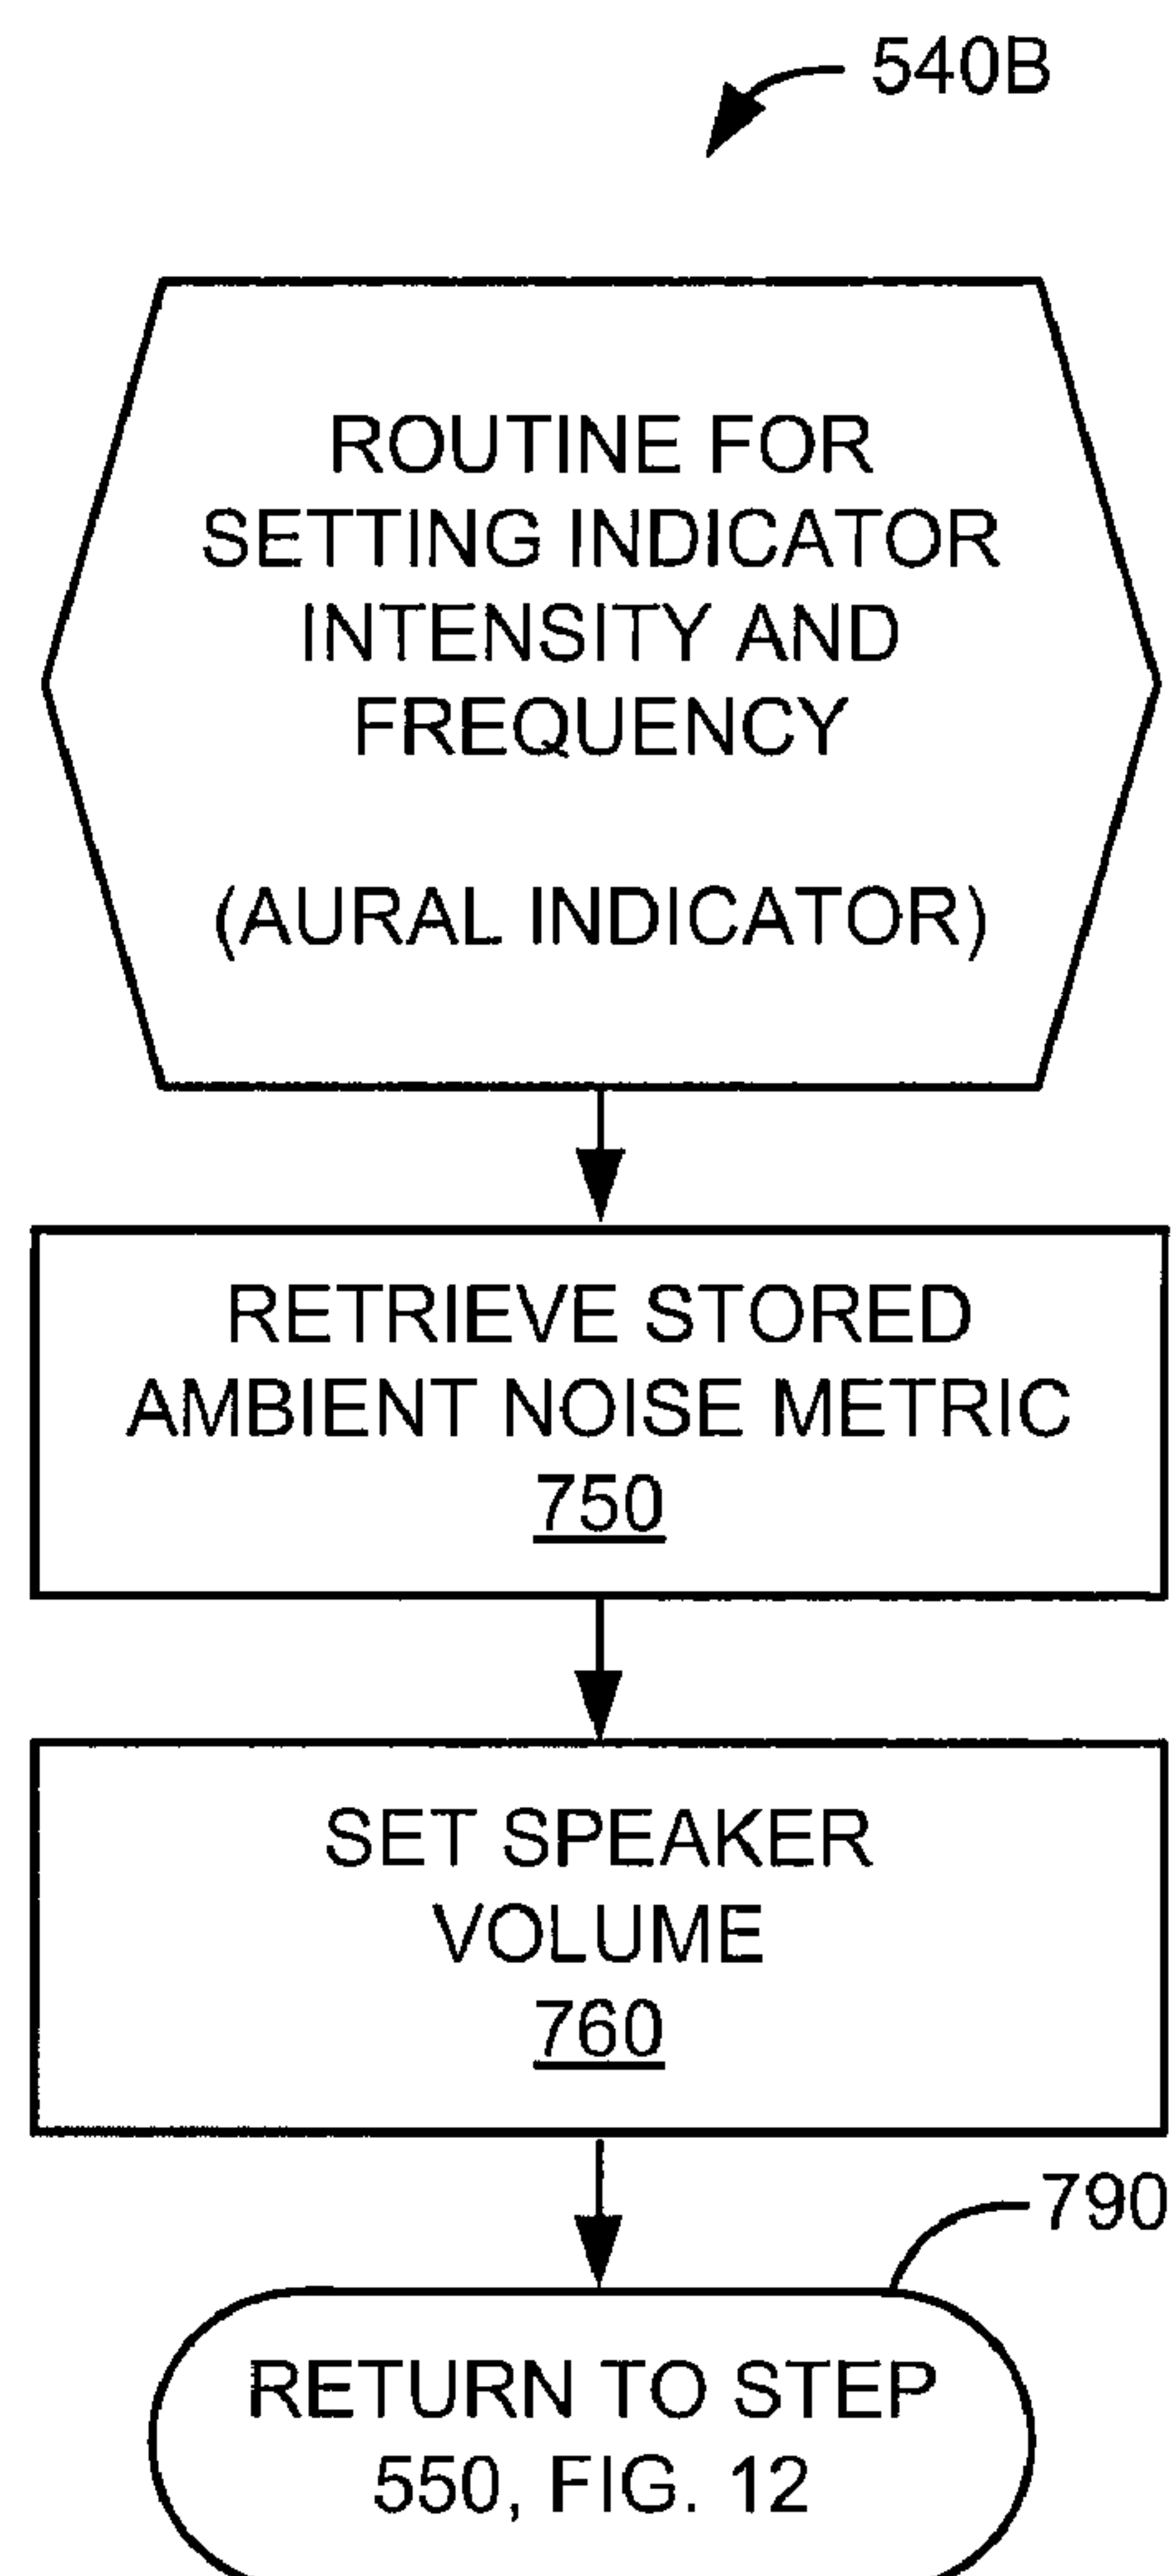 540B
ROUTINE FOR
SETTING INDICATOR
INTENSITY AND
FREQUENCY
(AURAL INDICATOR)
RETRIEVE STORED
AMBIENT NOISE METRIC
750
SET SPEAKER
VOLUME
760
790
RETURN TO STEP
550, FIG. 12